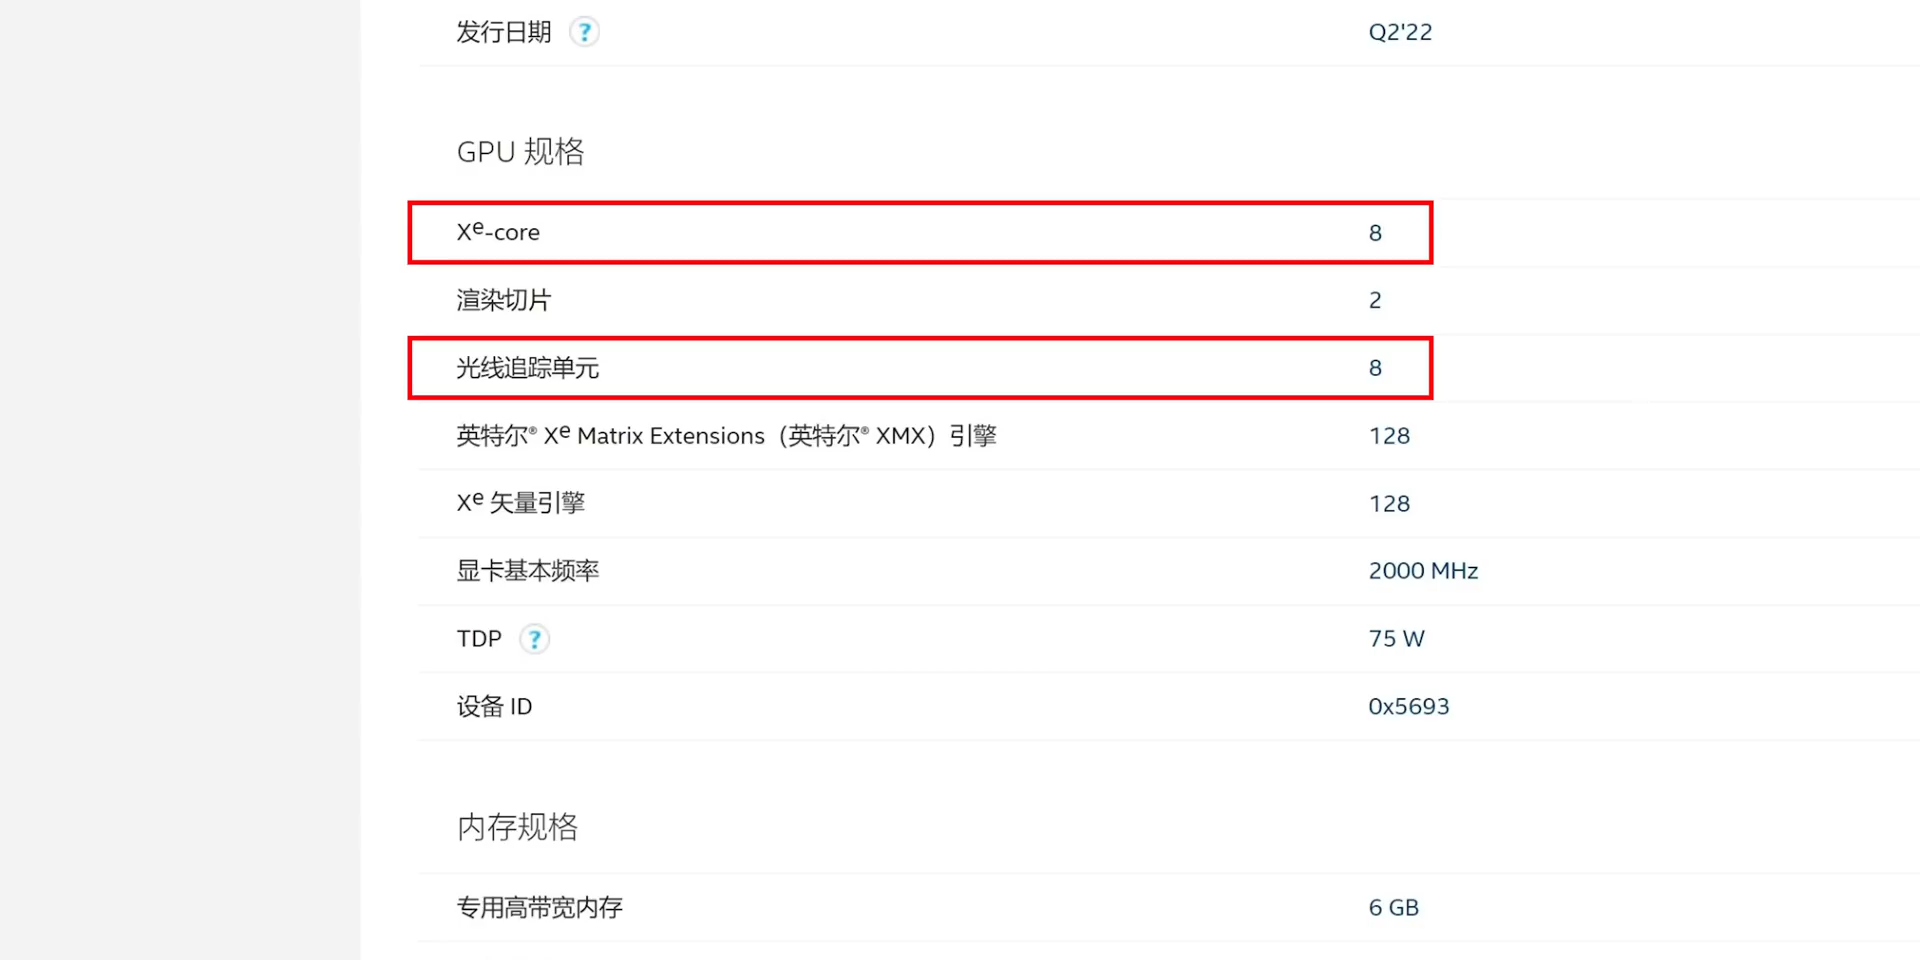 发行日期 ? Q2'22
GPU 规格
Xᵉ-core 8
渲染切片 2
光线追踪单元 8
英特尔® Xᵉ Matrix Extensions（英特尔® XMX）引擎 128
Xᵉ 矢量引擎 128
显卡基本频率 2000 MHz
TDP ? 75 W
设备 ID 0x5693
内存规格
专用高带宽内存 6 GB